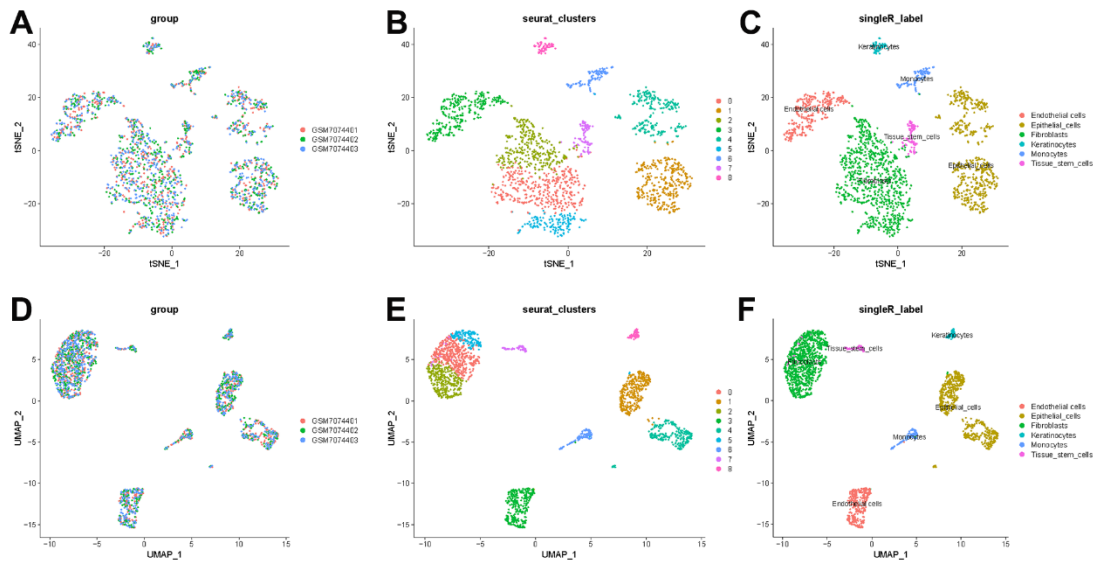 A
group
40
20
0
−20
tSNE_2
−20 0 20
tSNE_1
GSM7074401
GSM7074402
GSM7074403
B
seurat_clusters
40
20
0
−20
tSNE_2
−20 0 20
tSNE_1
0
1
2
3
4
5
6
7
8
C
singleR_label
40
20
0
−20
tSNE_2
−20 0 20
tSNE_1
Keratinocytes
Monocytes
Endothelial cells
Tissue_stem_cells
Epithelial_cells
Fibroblasts
Endothelial cells
Epithelial_cells
Fibroblasts
Keratinocytes
Monocytes
Tissue_stem_cells
D
group
5
0
−5
−10
−15
UMAP_2
−10 −5 0 5 10 15
UMAP_1
GSM7074401
GSM7074402
GSM7074403
E
seurat_clusters
5
0
−5
−10
−15
UMAP_2
−10 −5 0 5 10 15
UMAP_1
0
1
2
3
4
5
6
7
8
F
singleR_label
5
0
−5
−10
−15
UMAP_2
−10 −5 0 5 10 15
UMAP_1
Keratinocytes
Tissue_stem_cells
Fibroblasts
Epithelial_cells
Monocytes
Endothelial cells
Endothelial cells
Epithelial_cells
Fibroblasts
Keratinocytes
Monocytes
Tissue_stem_cells